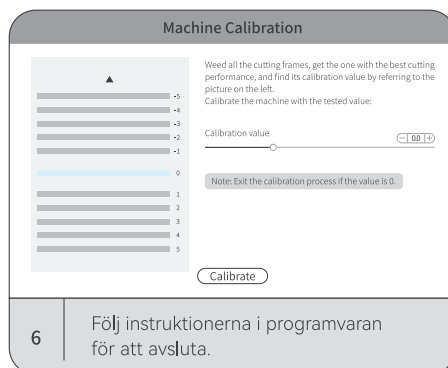 Machine Calibration
▲
-5
-4
-3
-2
-1
0
1
2
3
4
5
Weed all the cutting frames, get the one with the best cutting
performance, and find its calibration value by referring to the
picture on the left.
Calibrate the machine with the tested value:
Calibration value
− 0.0 +
Note: Exit the calibration process if the value is 0.
Calibrate
6
Följ instruktionerna i programvaran
för att avsluta.